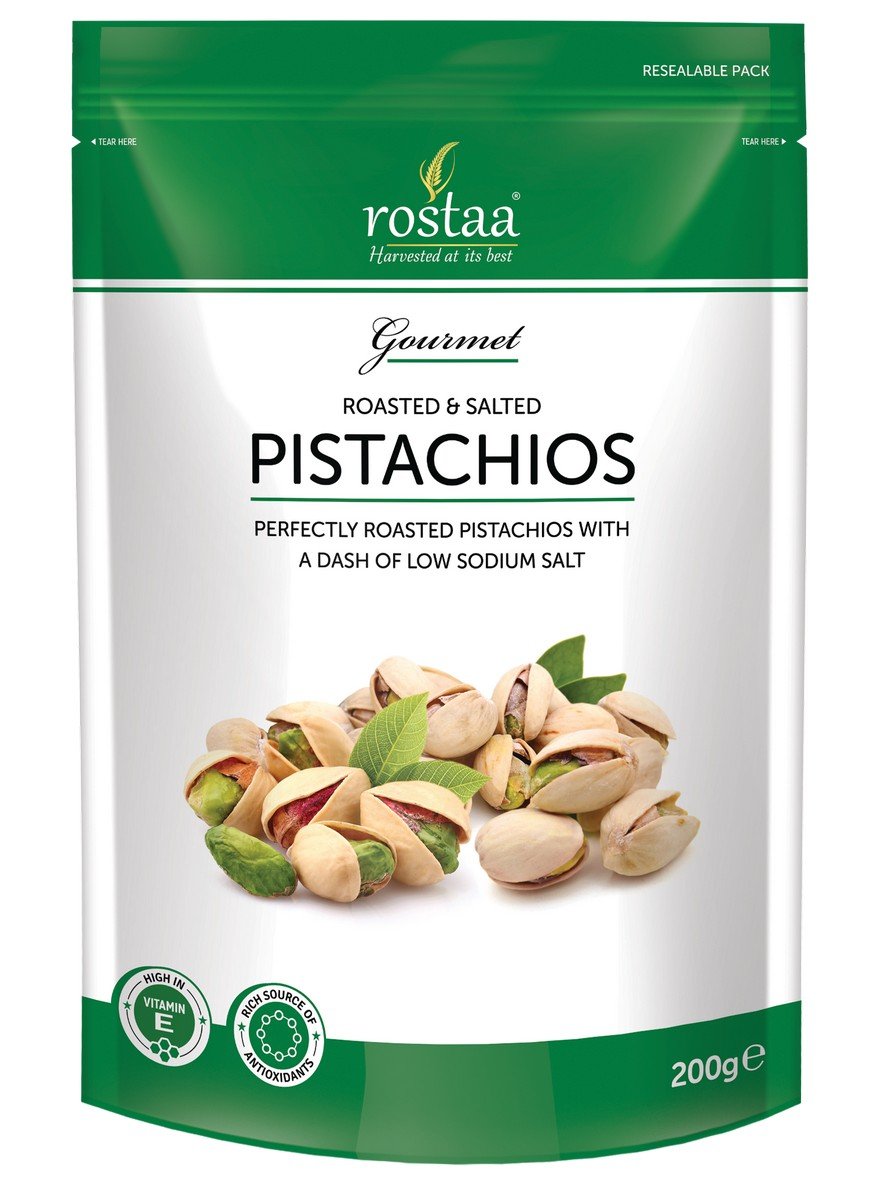 RESEALABLE PACK
TEAR HERE
TEAR HERE
rostaa®
Harvested at its best
Gourmet
ROASTED & SALTED
PISTACHIOS
PERFECTLY ROASTED PISTACHIOS WITH
A DASH OF LOW SODIUM SALT
HIGH IN
VITAMIN
E
RICH SOURCE OF
ANTIOXIDANTS
200g℮